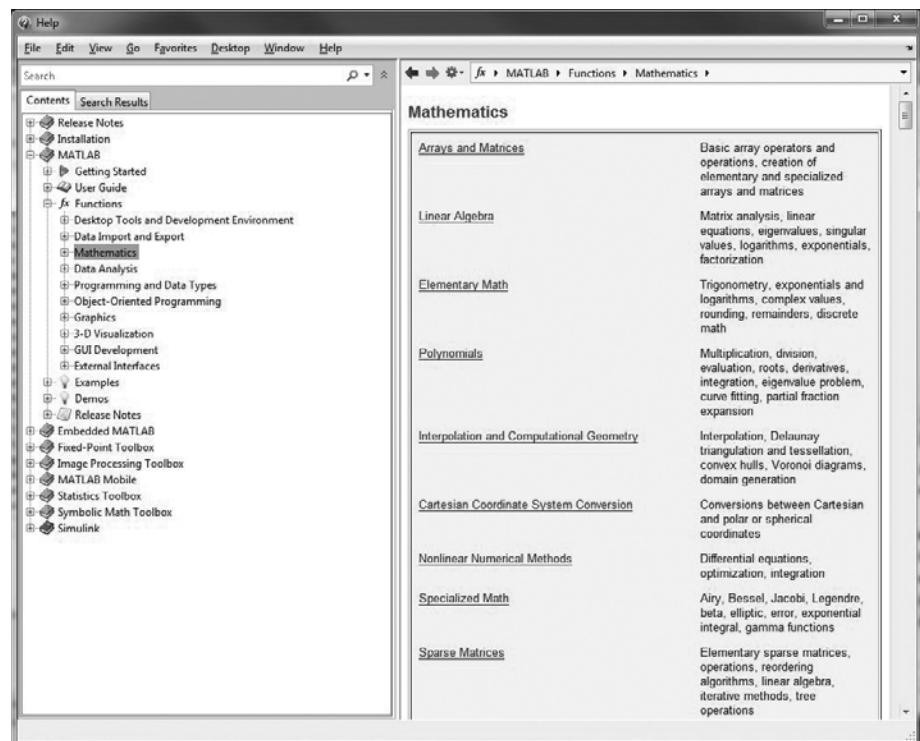 Help
File Edit View Go Favorites Desktop Window Help
Search
Contents Search Results
Release Notes
Installation
MATLAB
Getting Started
User Guide
fx Functions
Desktop Tools and Development Environment
Data Import and Export
Mathematics
Data Analysis
Programming and Data Types
Object-Oriented Programming
Graphics
3-D Visualization
GUI Development
External Interfaces
Examples
Demos
Release Notes
Embedded MATLAB
Fixed-Point Toolbox
Image Processing Toolbox
MATLAB Mobile
Statistics Toolbox
Symbolic Math Toolbox
Simulink
fx MATLAB Functions Mathematics
Mathematics
Arrays and Matrices
Basic array operators and
operations, creation of
elementary and specialized
arrays and matrices
Linear Algebra
Matrix analysis, linear
equations, eigenvalues, singular
values, logarithms, exponentials,
factorization
Elementary Math
Trigonometry, exponentials and
logarithms, complex values,
rounding, remainders, discrete
math
Polynomials
Multiplication, division,
evaluation, roots, derivatives,
integration, eigenvalue problem,
curve fitting, partial fraction
expansion
Interpolation and Computational Geometry
Interpolation, Delaunay
triangulation and tessellation,
convex hulls, Voronoi diagrams,
domain generation
Cartesian Coordinate System Conversion
Conversions between Cartesian
and polar or spherical
coordinates
Nonlinear Numerical Methods
Differential equations,
optimization, integration
Specialized Math
Airy, Bessel, Jacobi, Legendre,
beta, elliptic, error, exponential
integral, gamma functions
Sparse Matrices
Elementary sparse matrices,
operations, reordering
algorithms, linear algebra,
iterative methods, tree
operations